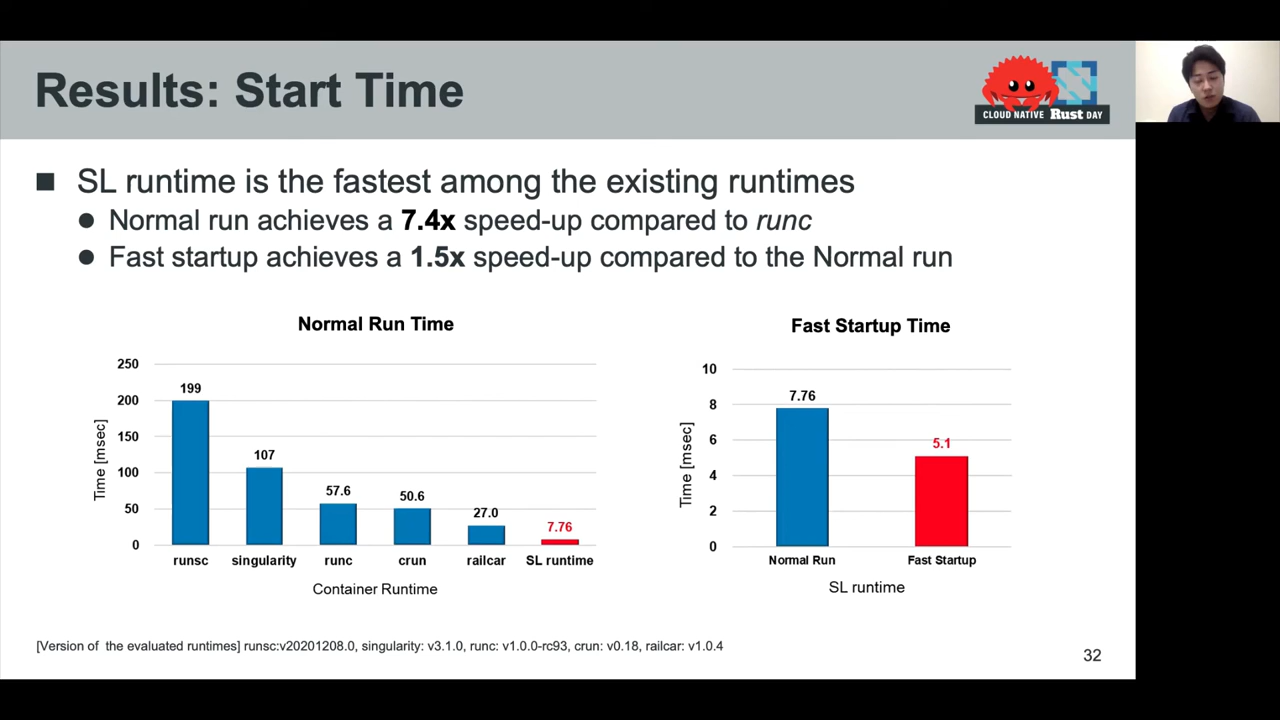 Results: Start Time
CLOUD NATIVE Rust DAY
SL runtime is the fastest among the existing runtimes
Normal run achieves a 7.4x speed-up compared to runc
Fast startup achieves a 1.5x speed-up compared to the Normal run
Normal Run Time
250
200
150
100
50
0
Time [msec]
199
107
57.6
50.6
27.0
7.76
runsc singularity runc crun railcar SL runtime
Container Runtime
Fast Startup Time
10
8
6
4
2
0
Time [msec]
7.76
5.1
Normal Run Fast Startup
SL runtime
[Version of the evaluated runtimes] runsc:v20201208.0, singularity: v3.1.0, runc: v1.0.0-rc93, crun: v0.18, railcar: v1.0.4
32